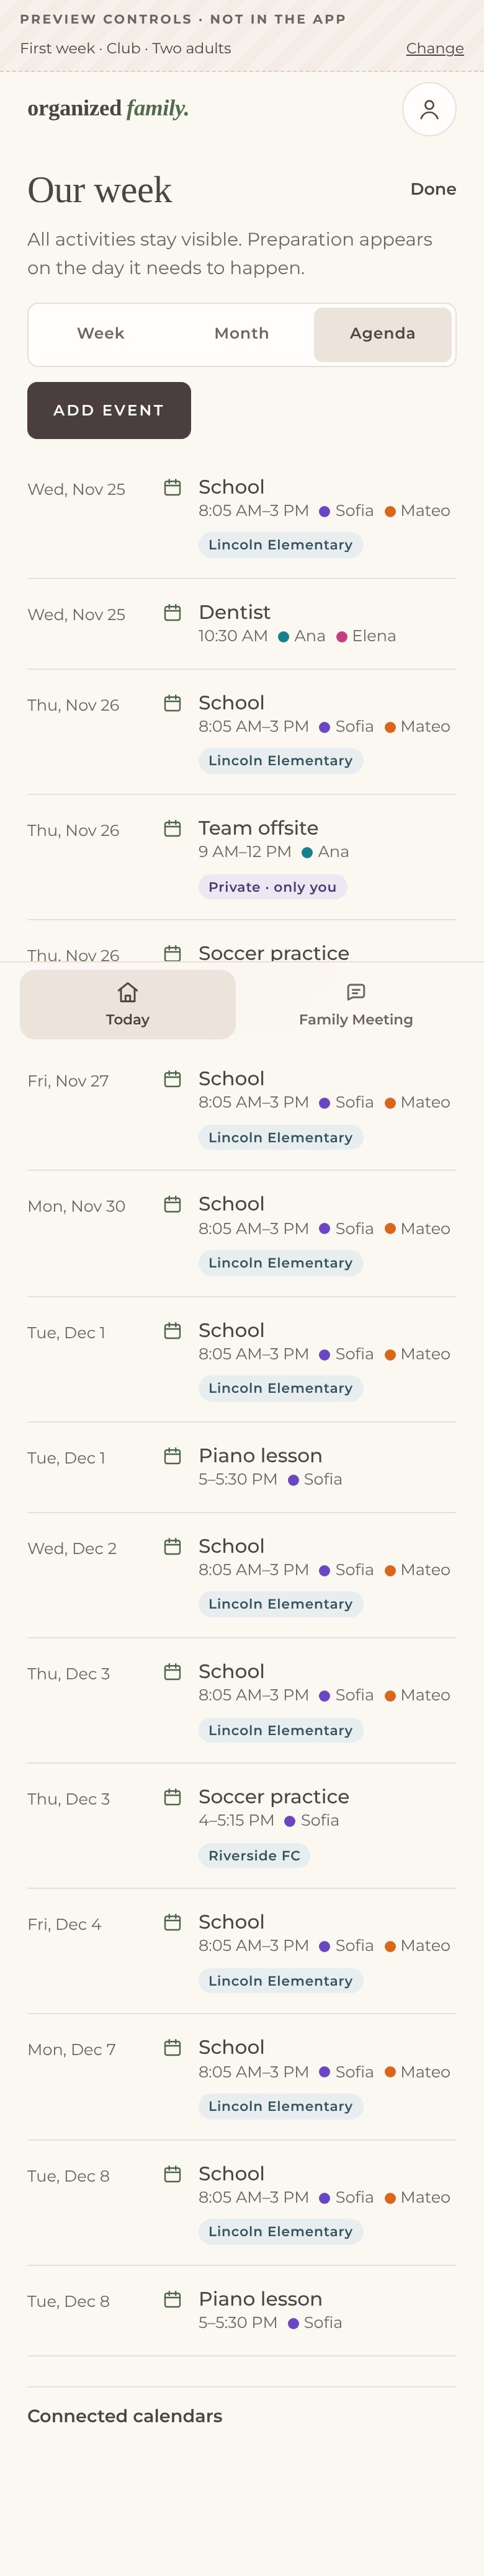 PREVIEW CONTROLS · NOT IN THE APP
First week · Club · Two adults
Change
organized family.
Our week
Done
All activities stay visible. Preparation appears
on the day it needs to happen.
Week
Month
Agenda
ADD EVENT
Wed, Nov 25
School
8:05 AM–3 PM Sofia Mateo
Lincoln Elementary
Wed, Nov 25
Dentist
10:30 AM Ana Elena
Thu, Nov 26
School
8:05 AM–3 PM Sofia Mateo
Lincoln Elementary
Thu, Nov 26
Team offsite
9 AM–12 PM Ana
Private · only you
Thu, Nov 26
Soccer practice
Today
Family Meeting
Fri, Nov 27
School
8:05 AM–3 PM Sofia Mateo
Lincoln Elementary
Mon, Nov 30
School
8:05 AM–3 PM Sofia Mateo
Lincoln Elementary
Tue, Dec 1
School
8:05 AM–3 PM Sofia Mateo
Lincoln Elementary
Tue, Dec 1
Piano lesson
5–5:30 PM Sofia
Wed, Dec 2
School
8:05 AM–3 PM Sofia Mateo
Lincoln Elementary
Thu, Dec 3
School
8:05 AM–3 PM Sofia Mateo
Lincoln Elementary
Thu, Dec 3
Soccer practice
4–5:15 PM Sofia
Riverside FC
Fri, Dec 4
School
8:05 AM–3 PM Sofia Mateo
Lincoln Elementary
Mon, Dec 7
School
8:05 AM–3 PM Sofia Mateo
Lincoln Elementary
Tue, Dec 8
School
8:05 AM–3 PM Sofia Mateo
Lincoln Elementary
Tue, Dec 8
Piano lesson
5–5:30 PM Sofia
Connected calendars